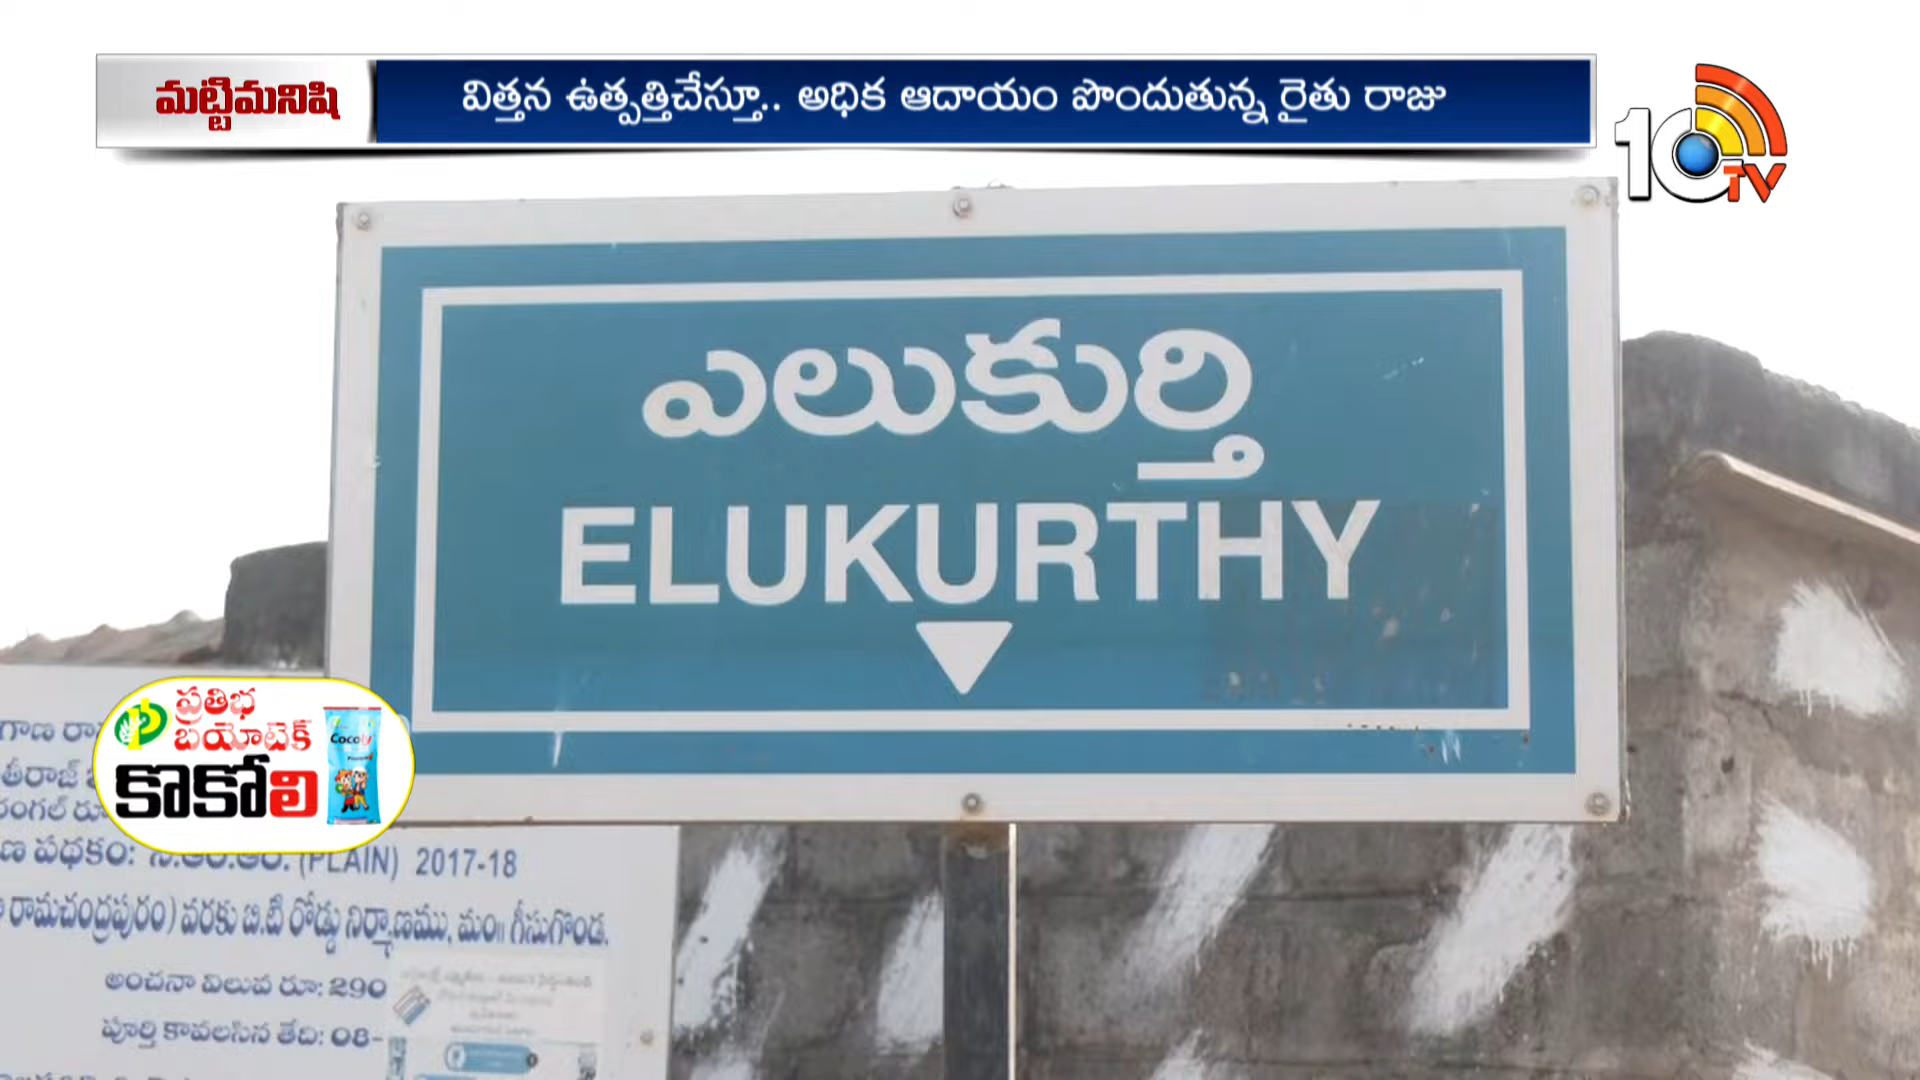 మట్టిమనిషి
విత్తన ఉత్పత్తిచేస్తూ.. అధిక ఆదాయం పొందుతున్న రైతు రాజు
10TV
ఎలుకుర్తి
ELUKURTHY
ప్రతిభ
బయోటెక్
కొకోలి
(PLAIN) 2017-18
రామచంద్రపురం) వరకు బి.టి రోడ్డు నిర్మాణము, మం॥ గీసుగొండ.
అంచనా విలువ రూ: 290
పూర్తి కావలసిన తేది: 08-